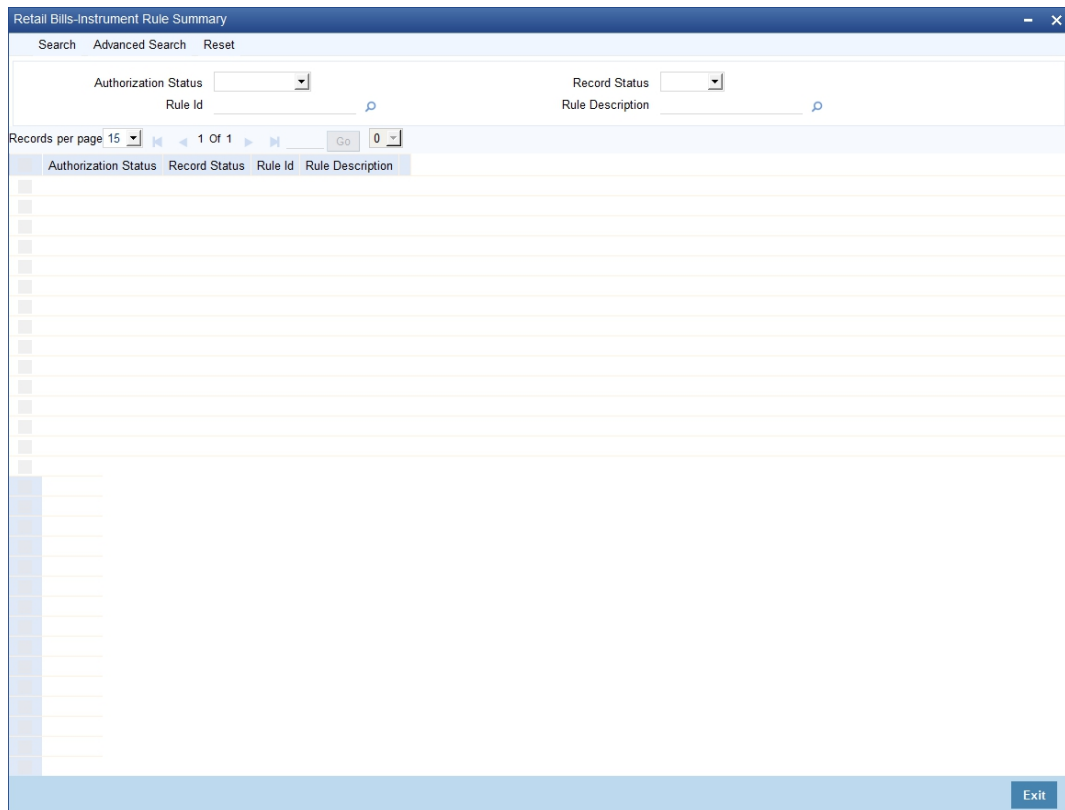 Retail Bills-Instrument Rule Summary
Search Advanced Search Reset
Authorization Status Record Status
Rule Id Rule Description
Records per page 15 1 Of 1 Go 0
Authorization Status Record Status Rule Id Rule Description
Exit